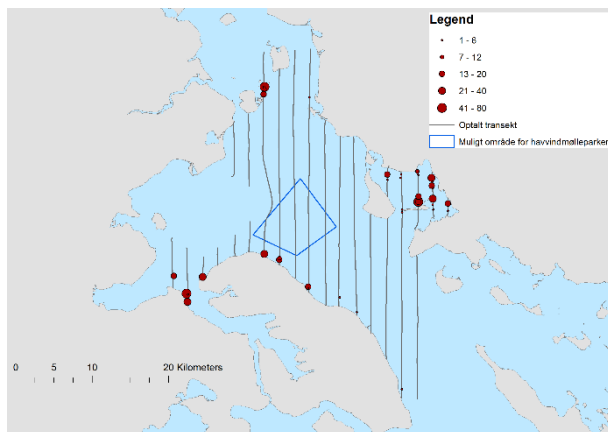 Legend
1 - 6
7 - 12
13 - 20
21 - 40
41 - 80
Optalt transekt
Muligt område for havvindmølleparker
0 5 10 20 Kilometers